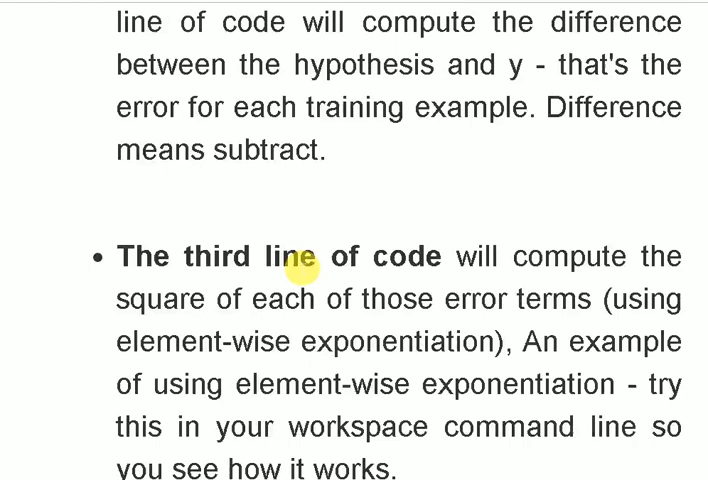 line of code will compute the difference
between the hypothesis and y - that's the
error for each training example. Difference
means subtract.
• The third line of code will compute the
square of each of those error terms (using
element-wise exponentiation), An example
of using element-wise exponentiation - try
this in your workspace command line so
you see how it works.